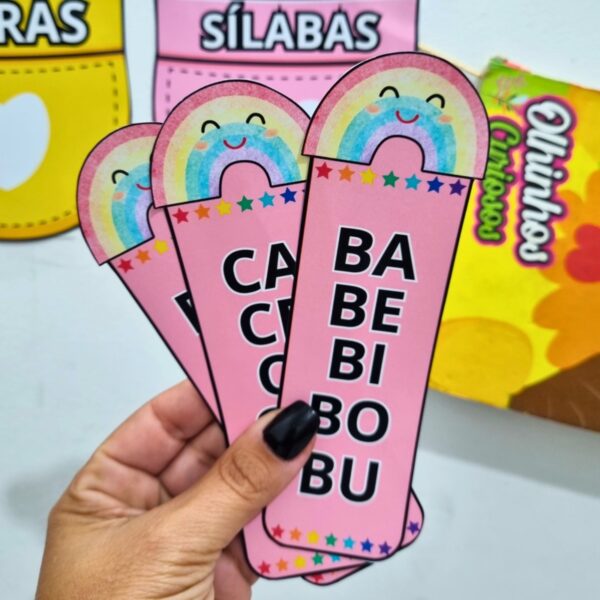 RAS
SÍLABAS
Olhinhos
Curiosos
CA
CE
BA
BE
BI
BO
BU